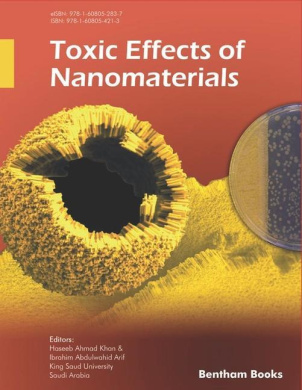 eISBN: 978-1-60805-283-7
ISBN: 978-1-60805-421-3
Toxic Effects of
Nanomaterials
Editors:
Haseeb Ahmad Khan &
Ibrahim Abdulwahid Arif
King Saud University
Saudi Arabia
Bentham Books